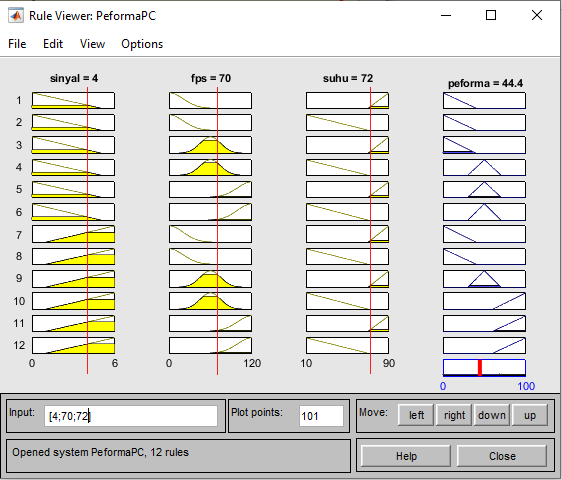 Rule Viewer: PeformaPC
File Edit View Options
sinyal = 4 fps = 70 suhu = 72 peforma = 44.4
1
2
3
4
5
6
7
8
9
10
11
12
0 6 0 120 10 90
0 100
Input: [4;70;72] Plot points: 101 Move: left right down up
Opened system PeformaPC, 12 rules Help Close